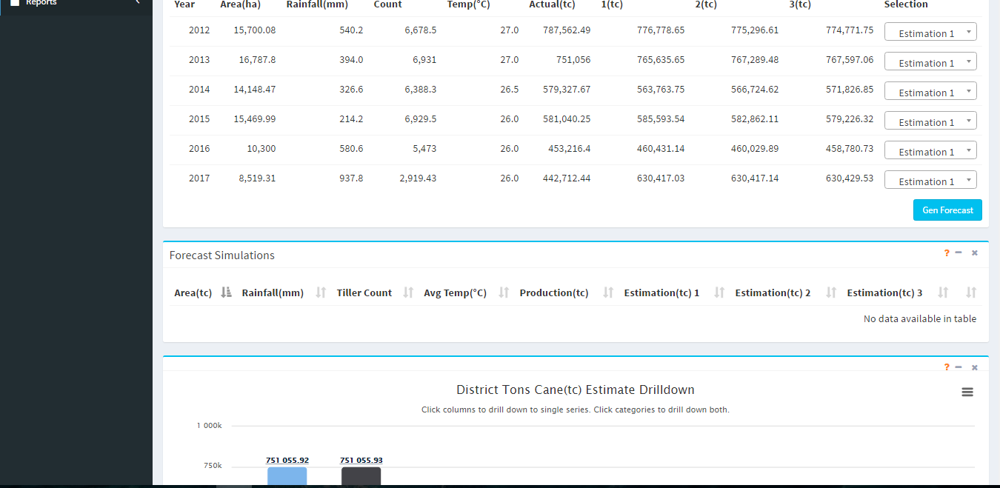 Reports
Year Area(ha) Rainfall(mm) Count Temp(°C) Actual(tc) 1(tc) 2(tc) 3(tc) Selection
2012 15,700.08 540.2 6,678.5 27.0 787,562.49 776,778.65 775,296.61 774,771.75 Estimation 1
2013 16,787.8 394.0 6,931 27.0 751,056 765,635.65 767,289.48 767,597.06 Estimation 1
2014 14,148.47 326.6 6,388.3 26.5 579,327.67 563,763.75 566,724.62 571,826.85 Estimation 1
2015 15,469.99 214.2 6,929.5 26.0 581,040.25 585,593.54 582,862.11 579,226.32 Estimation 1
2016 10,300 580.6 5,473 26.0 453,216.4 460,431.14 460,029.89 458,780.73 Estimation 1
2017 8,519.31 937.8 2,919.43 26.0 442,712.44 630,417.03 630,417.14 630,429.53 Estimation 1
Gen Forecast
Forecast Simulations ?
Area(tc) Rainfall(mm) Tiller Count Avg Temp(°C) Production(tc) Estimation(tc) 1 Estimation(tc) 2 Estimation(tc) 3
No data available in table
?
District Tons Cane(tc) Estimate Drilldown
Click columns to drill down to single series. Click categories to drill down both.
1 000k
751 055.92 751 055.93
750k